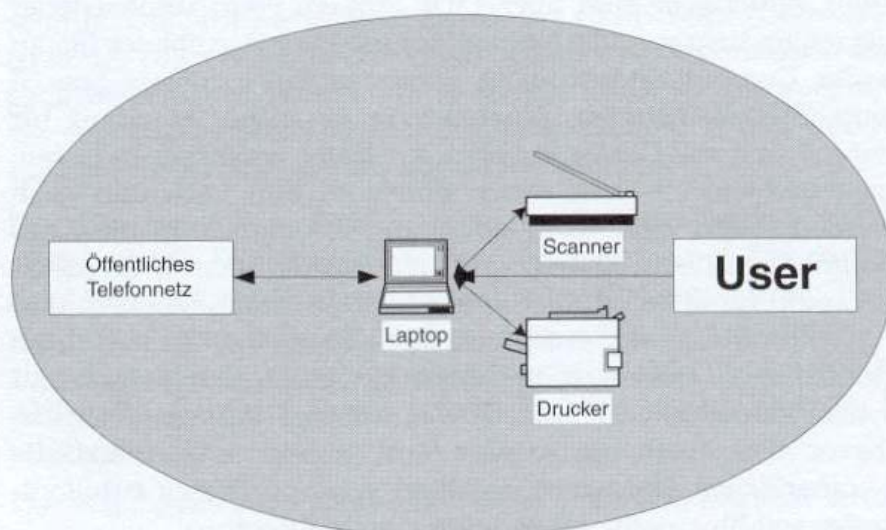 Öffentliches
Telefonnetz
Laptop
Scanner
Drucker
User